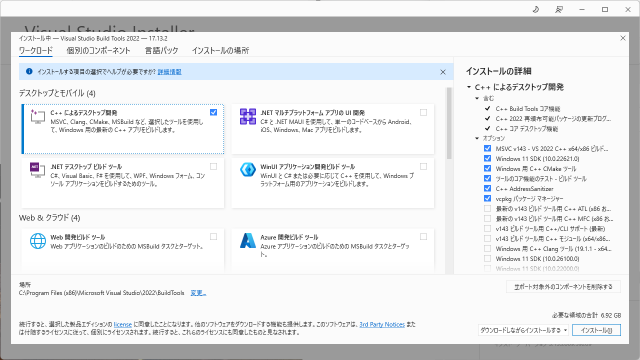 Visual Studio Installer
インストール中 — Visual Studio Build Tools 2022 — 17.13.2
ワークロード 個別のコンポーネント 言語パック インストールの場所
インストールする項目の選択でヘルプが必要ですか? 詳細情報
デスクトップとモバイル (4)
C++ によるデスクトップ開発
MSVC、Clang、CMake、MSBuild など、選択したツールを使用して、Windows 用の最新の C++ アプリをビルドします。
.NET マルチプラットフォーム アプリの UI 開発
C# と .NET MAUI を使用して、単一のコードベースから Android、iOS、Windows、Mac アプリをビルドします。
.NET デスクトップ ビルド ツール
C#、Visual Basic、F# を使用して、WPF、Windows フォーム、コンソール アプリケーションをビルドするためのツール。
WinUI アプリケーション開発ビルド ツール
WinUI と C# または必要に応じて C++ を使用して、Windows プラットフォーム用のアプリケーションをビルドします。
Web & クラウド (4)
Web 開発ビルド ツール
Web アプリケーションのビルドのための MSBuild タスクとターゲット。
Azure 開発ビルド ツール
Azure アプリケーションのビルドのための MSBuild タスクとターゲット。
インストールの詳細
C++ によるデスクトップ開発
含む
C++ Build Tools コア機能
C++ 2022 再頒布可能パッケージの更新プログ...
C++ コア デスクトップ機能
オプション
MSVC v143 - VS 2022 C++ x64/x86 ビルド...
Windows 11 SDK (10.0.22621.0)
Windows 用 C++ CMake ツール
ツールのコア機能のテスト - ビルド ツール
C++ AddressSanitizer
vcpkg パッケージ マネージャー
最新の v143 ビルド ツール用 C++ ATL (x86 お...
最新の v143 ビルド ツール用 C++ MFC (x86 お...
v143 ビルド ツール用 C++/CLI サポート (最新)
v143 ビルド ツール用 C++ モジュール (x64/x86...
Windows 用 C++ Clang ツール (19.1.1 - x64...
Windows 11 SDK (10.0.26100.0)
Windows 11 SDK (10.0.22000.0)
場所
C:\Program Files (x86)\Microsoft Visual Studio\2022\BuildTools 変更...
サポート対象外のコンポーネントを削除する
続行すると、選択した製品エディションの license に同意したことになります。他のソフトウェアをダウンロードする機能も提供します。このソフトウェアは、3rd Party Notices または付随するライセンスに従って、個別にライセンスされます。続行すると、これらのライセンスにも同意したものと見なされます。
必要な領域の合計 6.92 GB
ダウンロードしながらインストールする インストール(I)